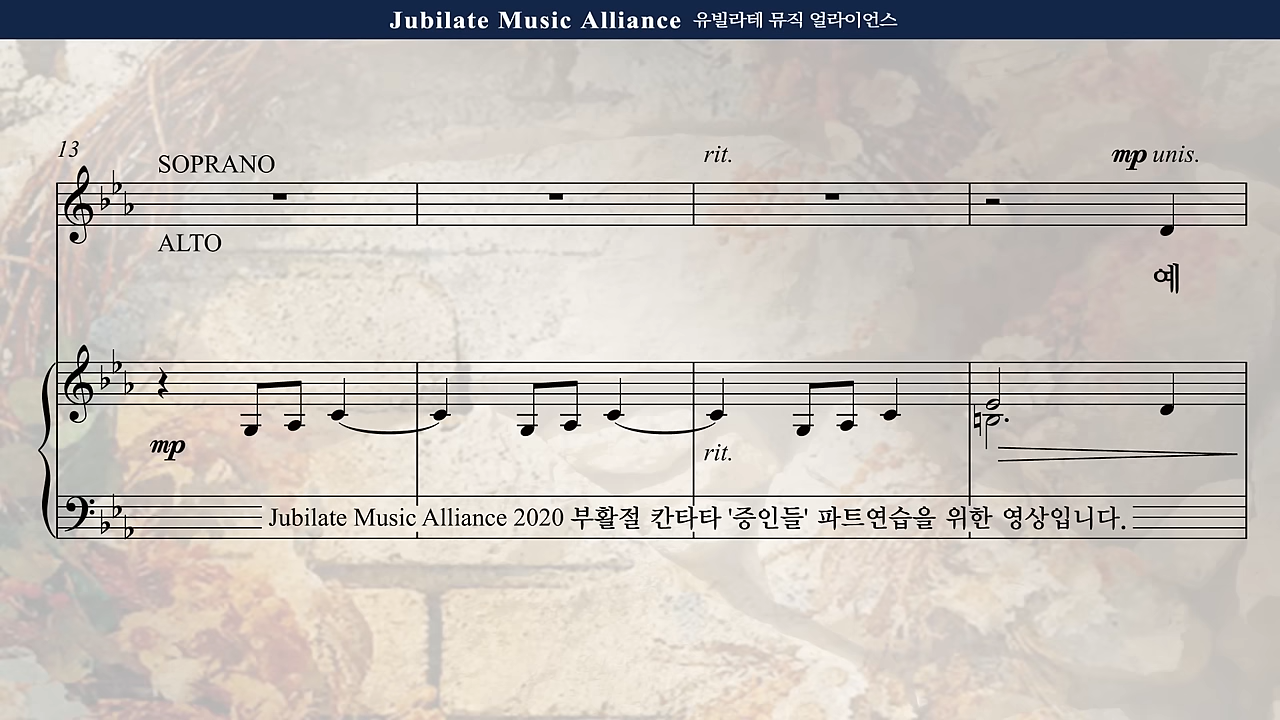 Jubilate Music Alliance 유빌라테 뮤직 얼라이언스
13
SOPRANO
rit.
mp unis.
ALTO
예
mp
rit.
Jubilate Music Alliance 2020 부활절 칸타타 '증인들' 파트연습을 위한 영상입니다.